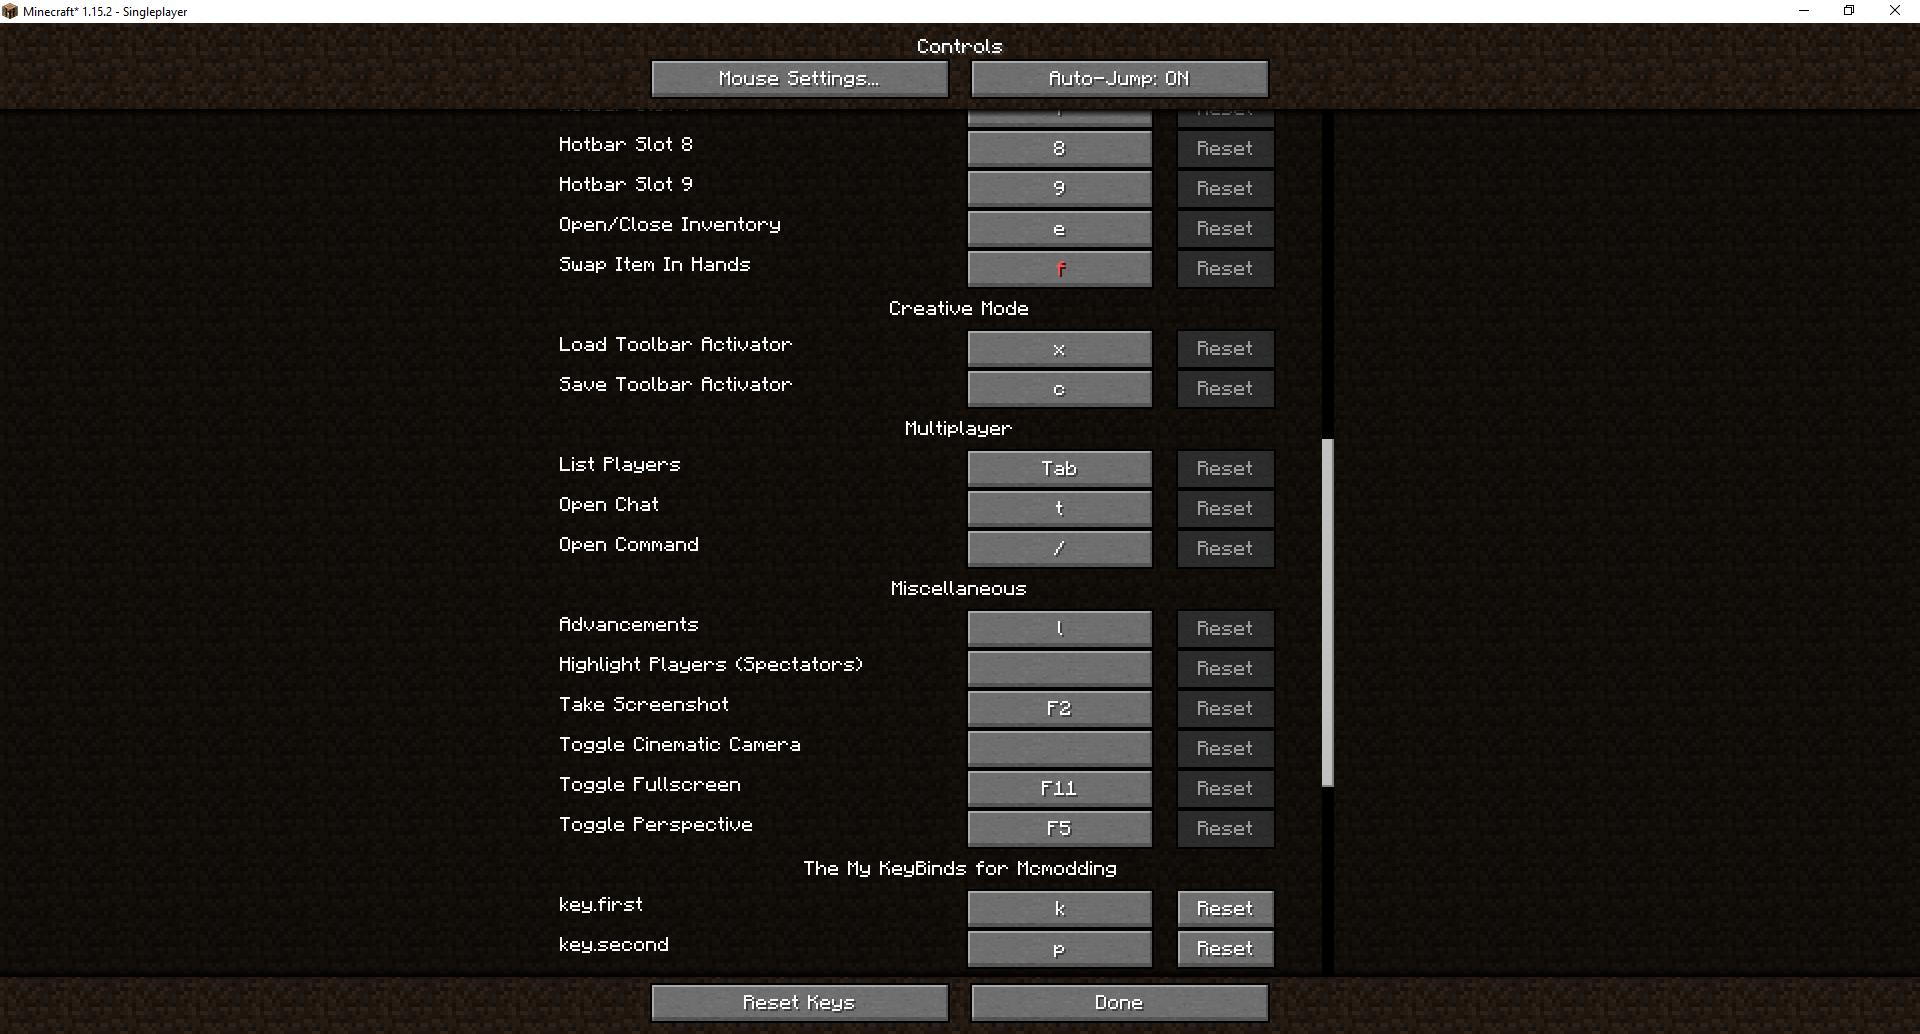 Minecraft* 1.15.2 - Singleplayer
Controls
Mouse Settings... Auto-Jump: ON
Hotbar Slot 8 8 Reset
Hotbar Slot 9 9 Reset
Open/Close Inventory e Reset
Swap Item In Hands f Reset
Creative Mode
Load Toolbar Activator x Reset
Save Toolbar Activator c Reset
Multiplayer
List Players Tab Reset
Open Chat t Reset
Open Command / Reset
Miscellaneous
Advancements l Reset
Highlight Players (Spectators) Reset
Take Screenshot F2 Reset
Toggle Cinematic Camera Reset
Toggle Fullscreen F11 Reset
Toggle Perspective F5 Reset
The My KeyBinds for Mcmodding
key.first k Reset
key.second p Reset
Reset Keys Done